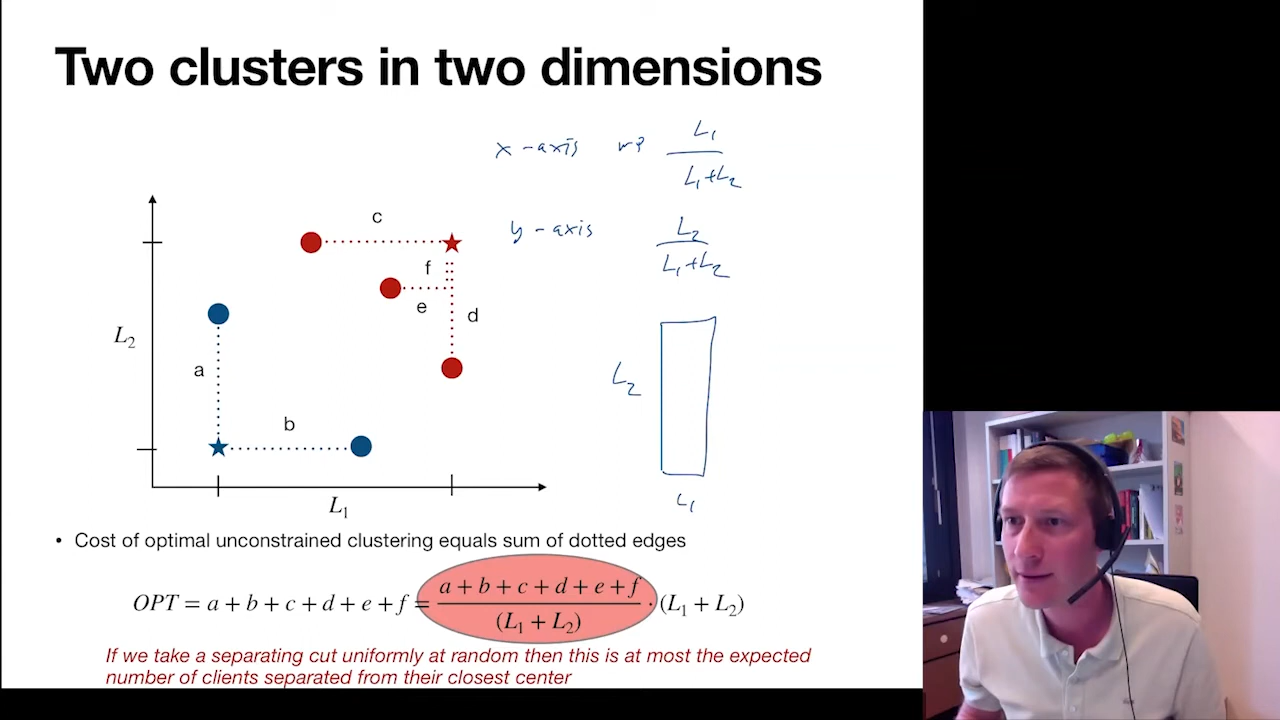 Two clusters in two dimensions
x-axis wp L₁ / (L₁+L₂)
y-axis L₂ / (L₁+L₂)
c
f
e
d
L₂
a
b
L₁
L₂
L₁
• Cost of optimal unconstrained clustering equals sum of dotted edges
OPT = a + b + c + d + e + f = (a + b + c + d + e + f) / (L₁ + L₂) · (L₁ + L₂)
If we take a separating cut uniformly at random then this is at most the expected
number of clients separated from their closest center